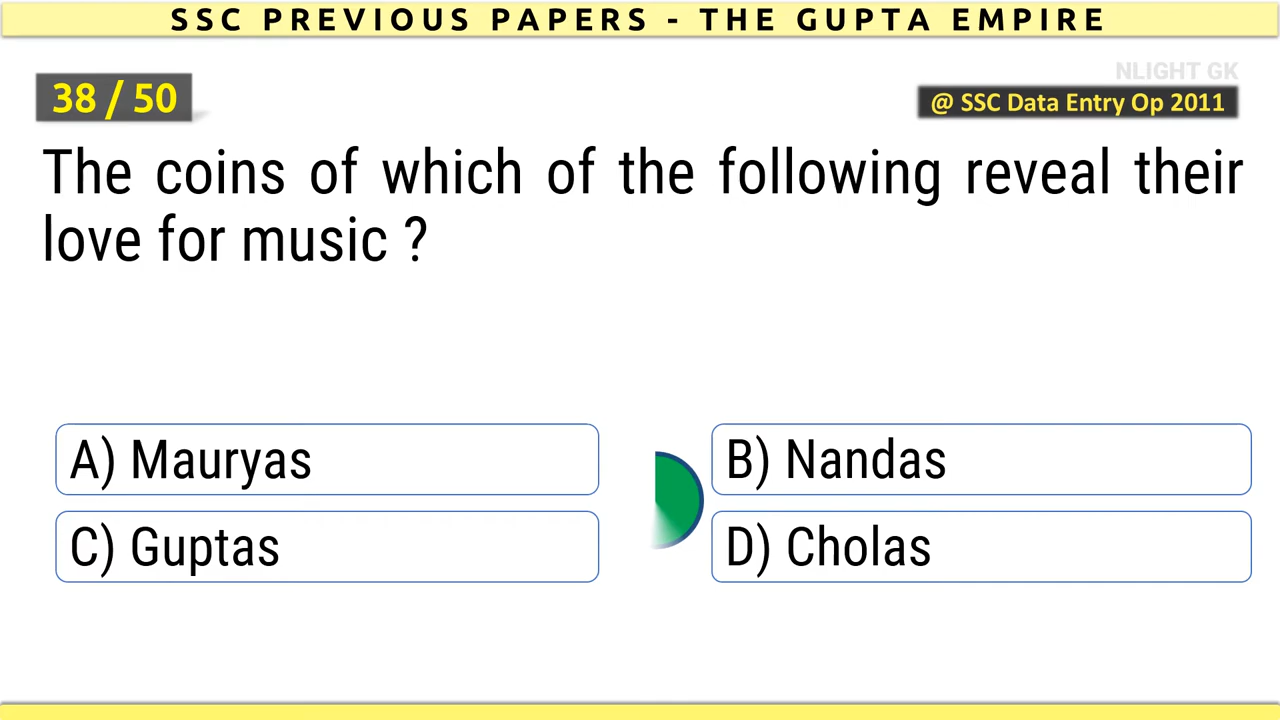 SSC PREVIOUS PAPERS - THE GUPTA EMPIRE
NLIGHT GK
38 / 50
@ SSC Data Entry Op 2011
The coins of which of the following reveal their
love for music ?
A) Mauryas
B) Nandas
C) Guptas
D) Cholas